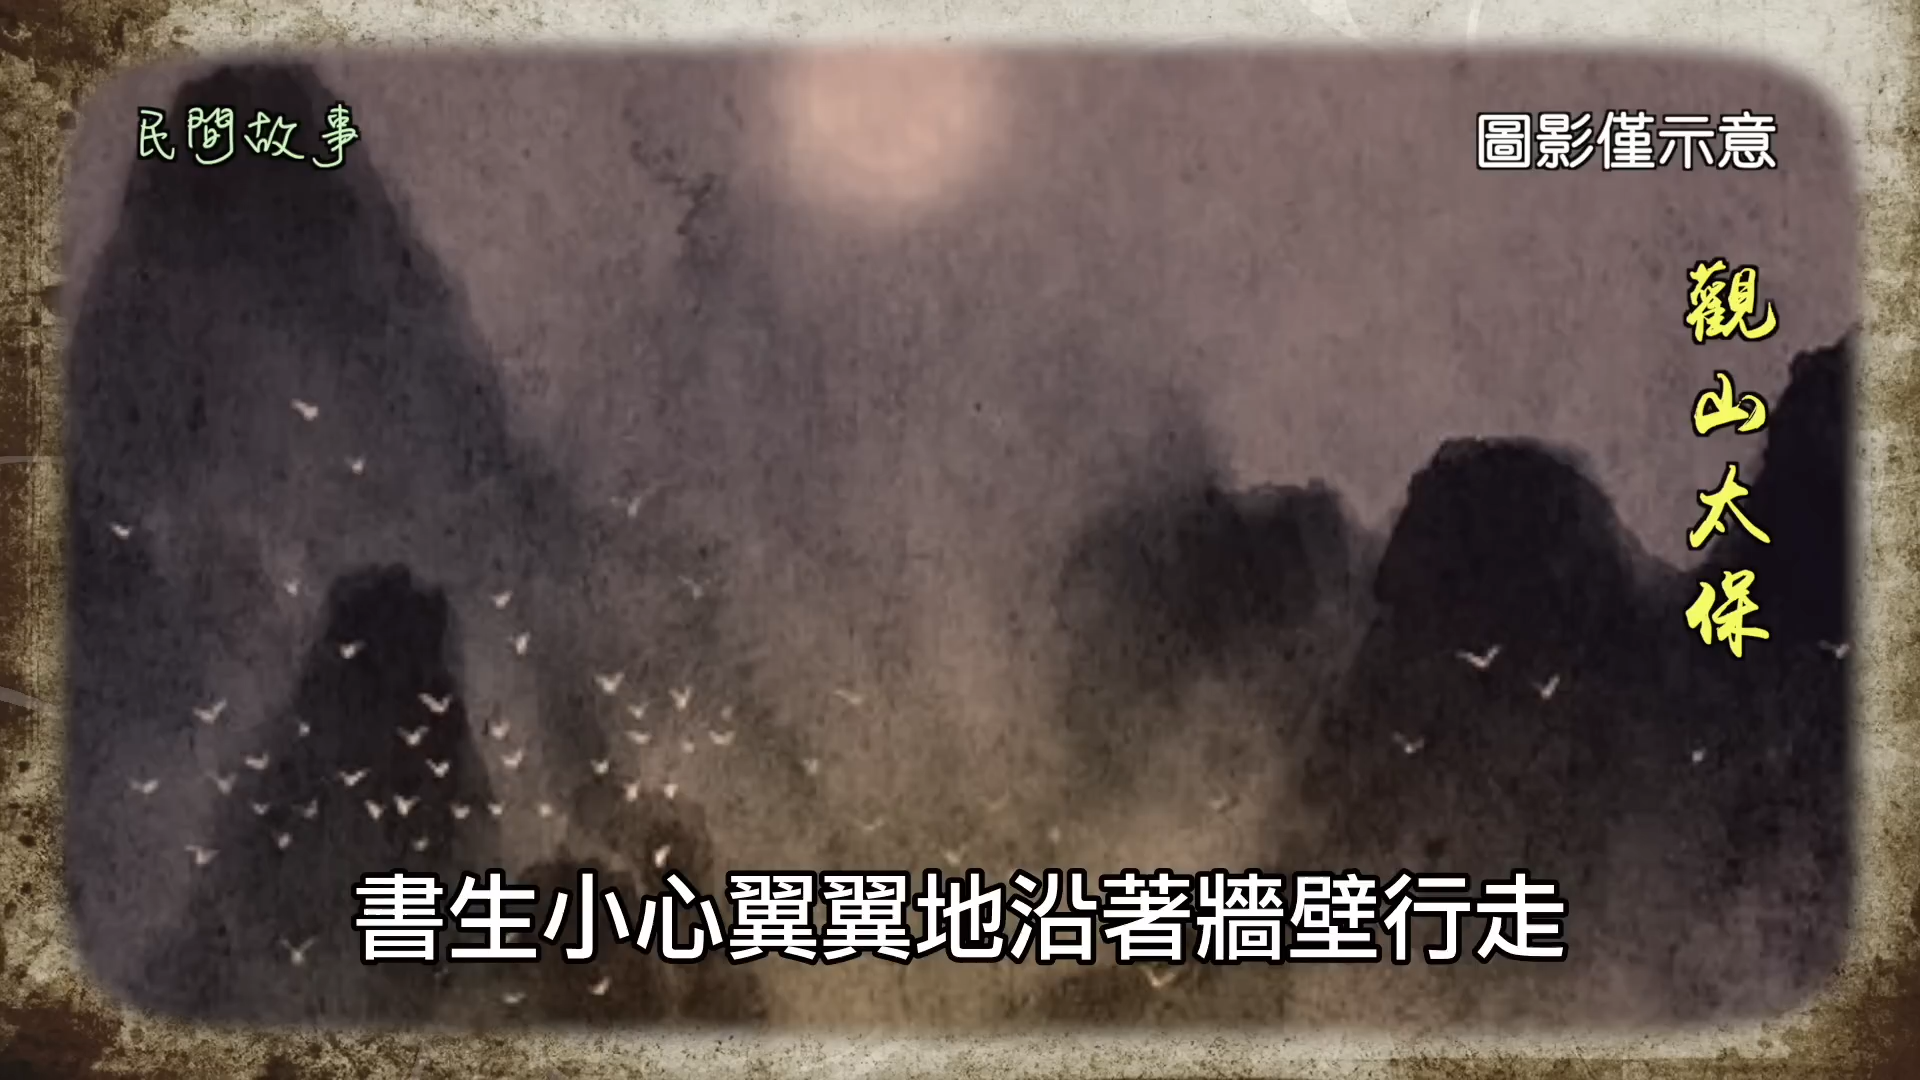 民間故事
圖影僅示意
觀山太保
書生小心翼翼地沿著牆壁行走